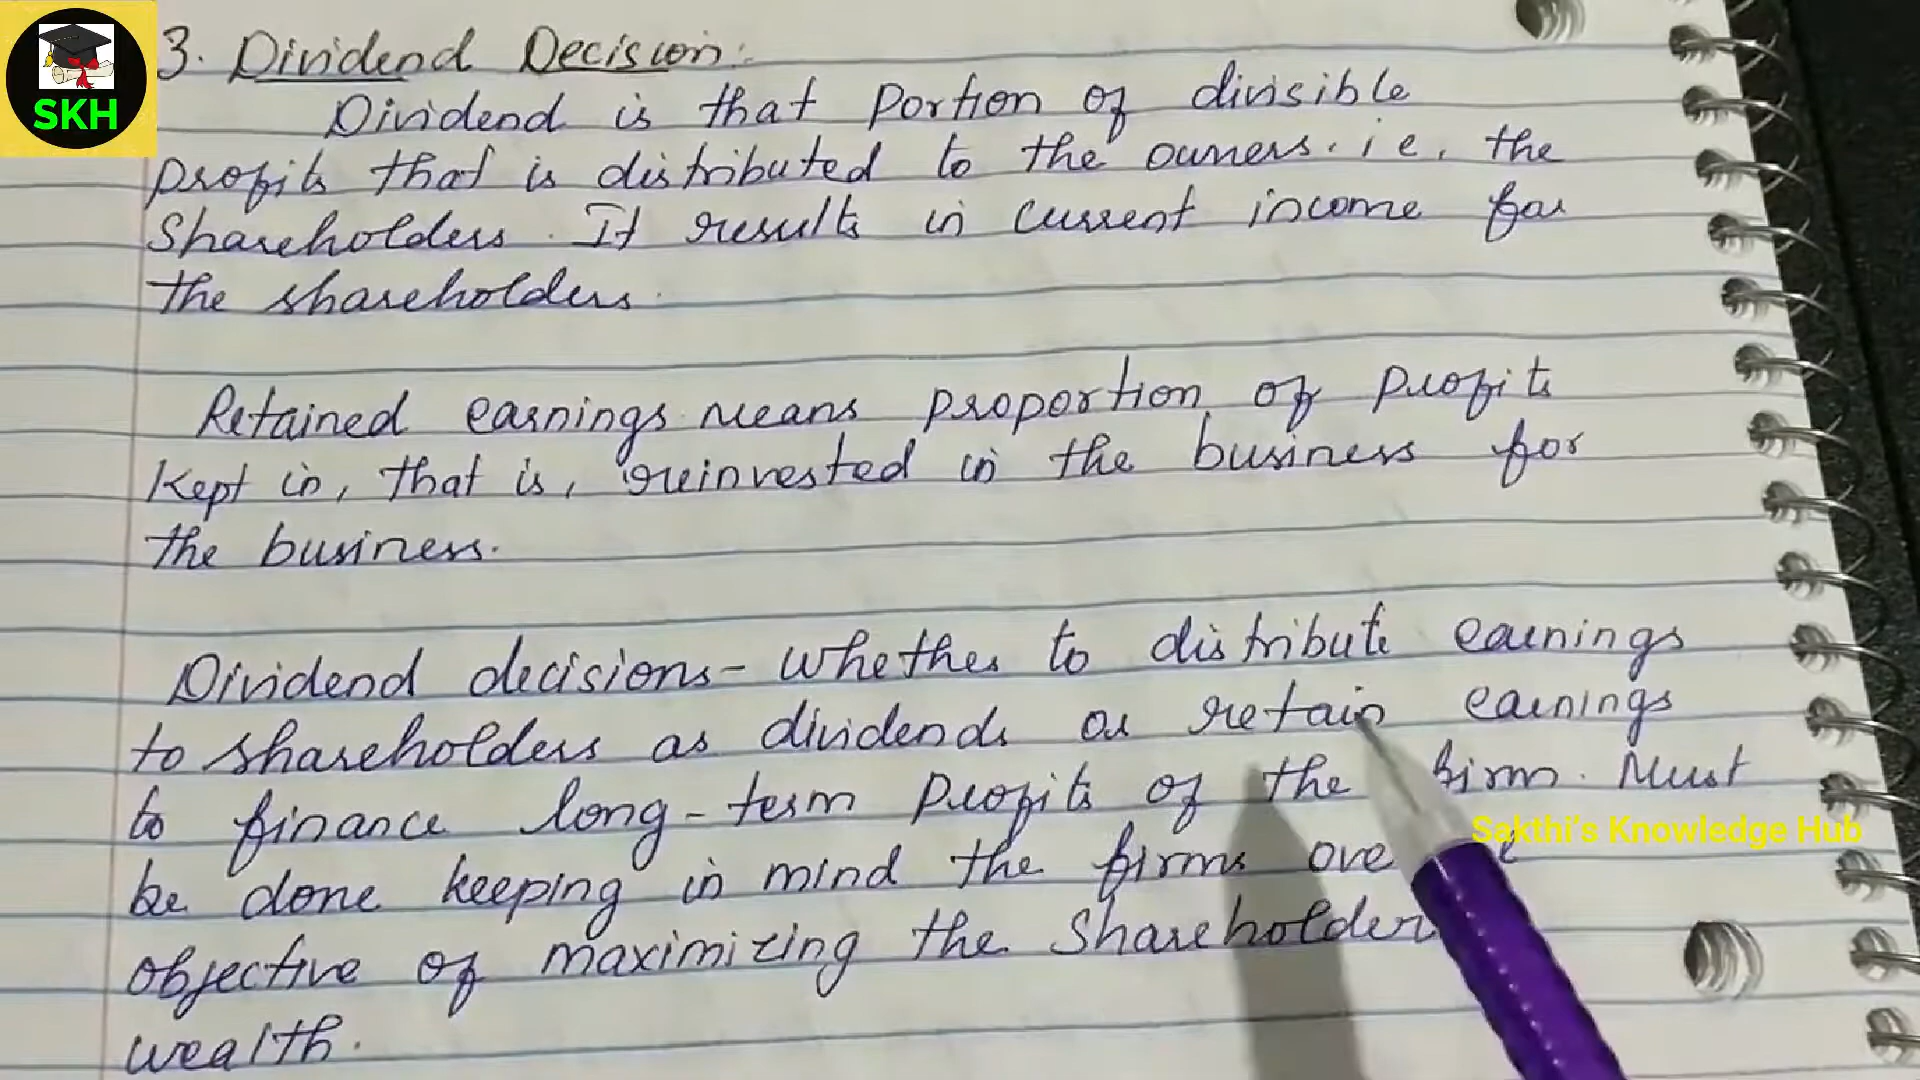 SKH
3. Dividend Decision:
Dividend is that portion of divisible
profits that is distributed to the owners. i.e, the
Shareholders. It results in current income for
the shareholders.
Retained earnings means proportion of profits
kept in, that is, reinvested in the business for
the business.
Dividend decisions - whether to distribute earnings
to shareholders as dividends or retain earnings
to finance long-term profits of the firm. Must
Sakthi's Knowledge Hub
be done keeping in mind the firms
objective of maximizing the Shareholder
wealth.